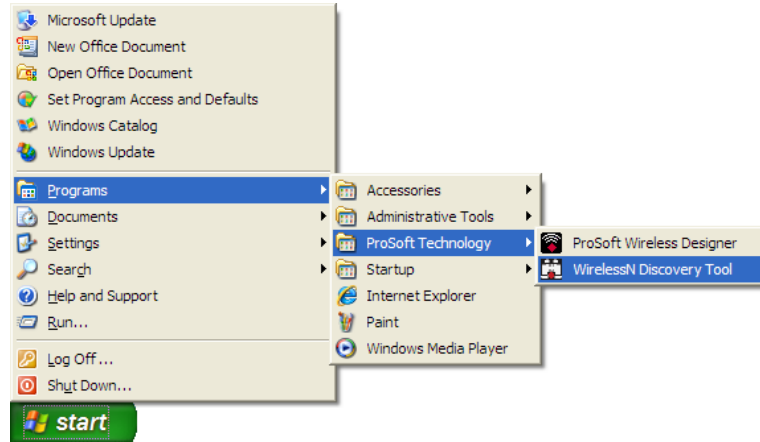 Microsoft Update
New Office Document
Open Office Document
Set Program Access and Defaults
Windows Catalog
Windows Update
Programs
Documents
Settings
Search
Help and Support
Run...
Log Off...
Shut Down...
start
Accessories
Administrative Tools
ProSoft Technology
Startup
Internet Explorer
Paint
Windows Media Player
ProSoft Wireless Designer
WirelessN Discovery Tool